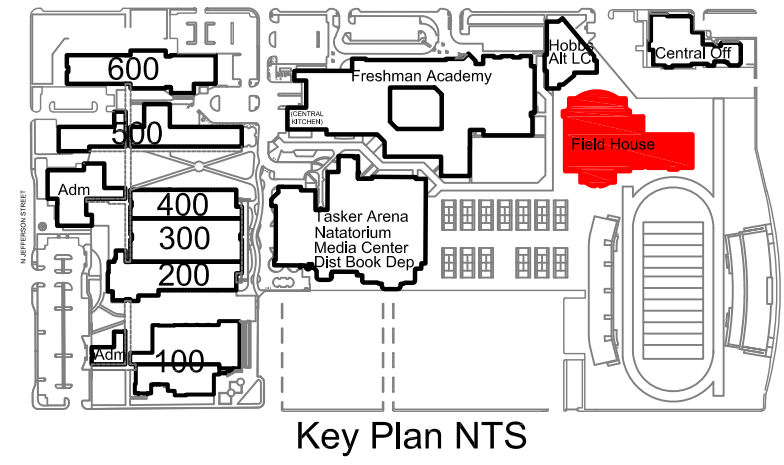 600
Freshman Academy
Hobbs
Alt LC
Central Off
(CENTRAL
KITCHEN)
500
Field House
Adm
400
300
200
Tasker Arena
Natatorium
Media Center
Dist Book Dep
N JEFFERSON STREET
Adm
100
Key Plan NTS